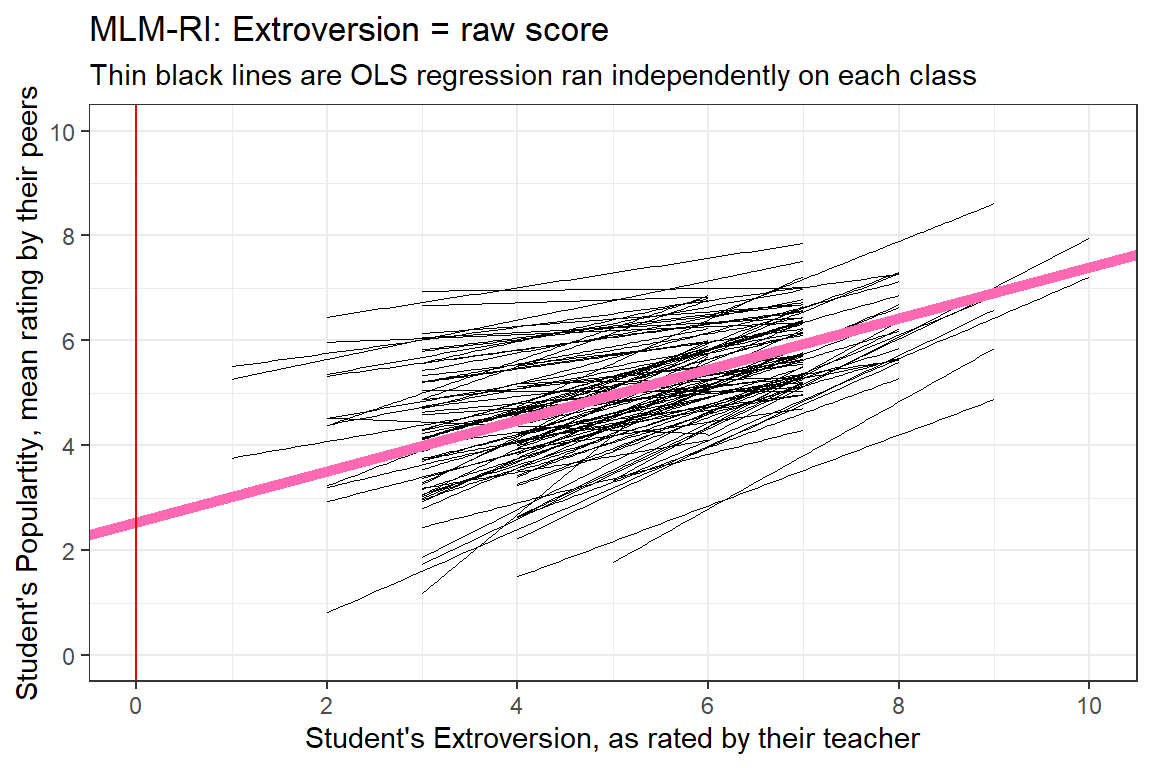 MLM-RI: Extroversion = raw score
Thin black lines are OLS regression ran independently on each class
Student's Populartity, mean rating by their peers
10
8
6
4
2
0
0 2 4 6 8 10
Student's Extroversion, as rated by their teacher